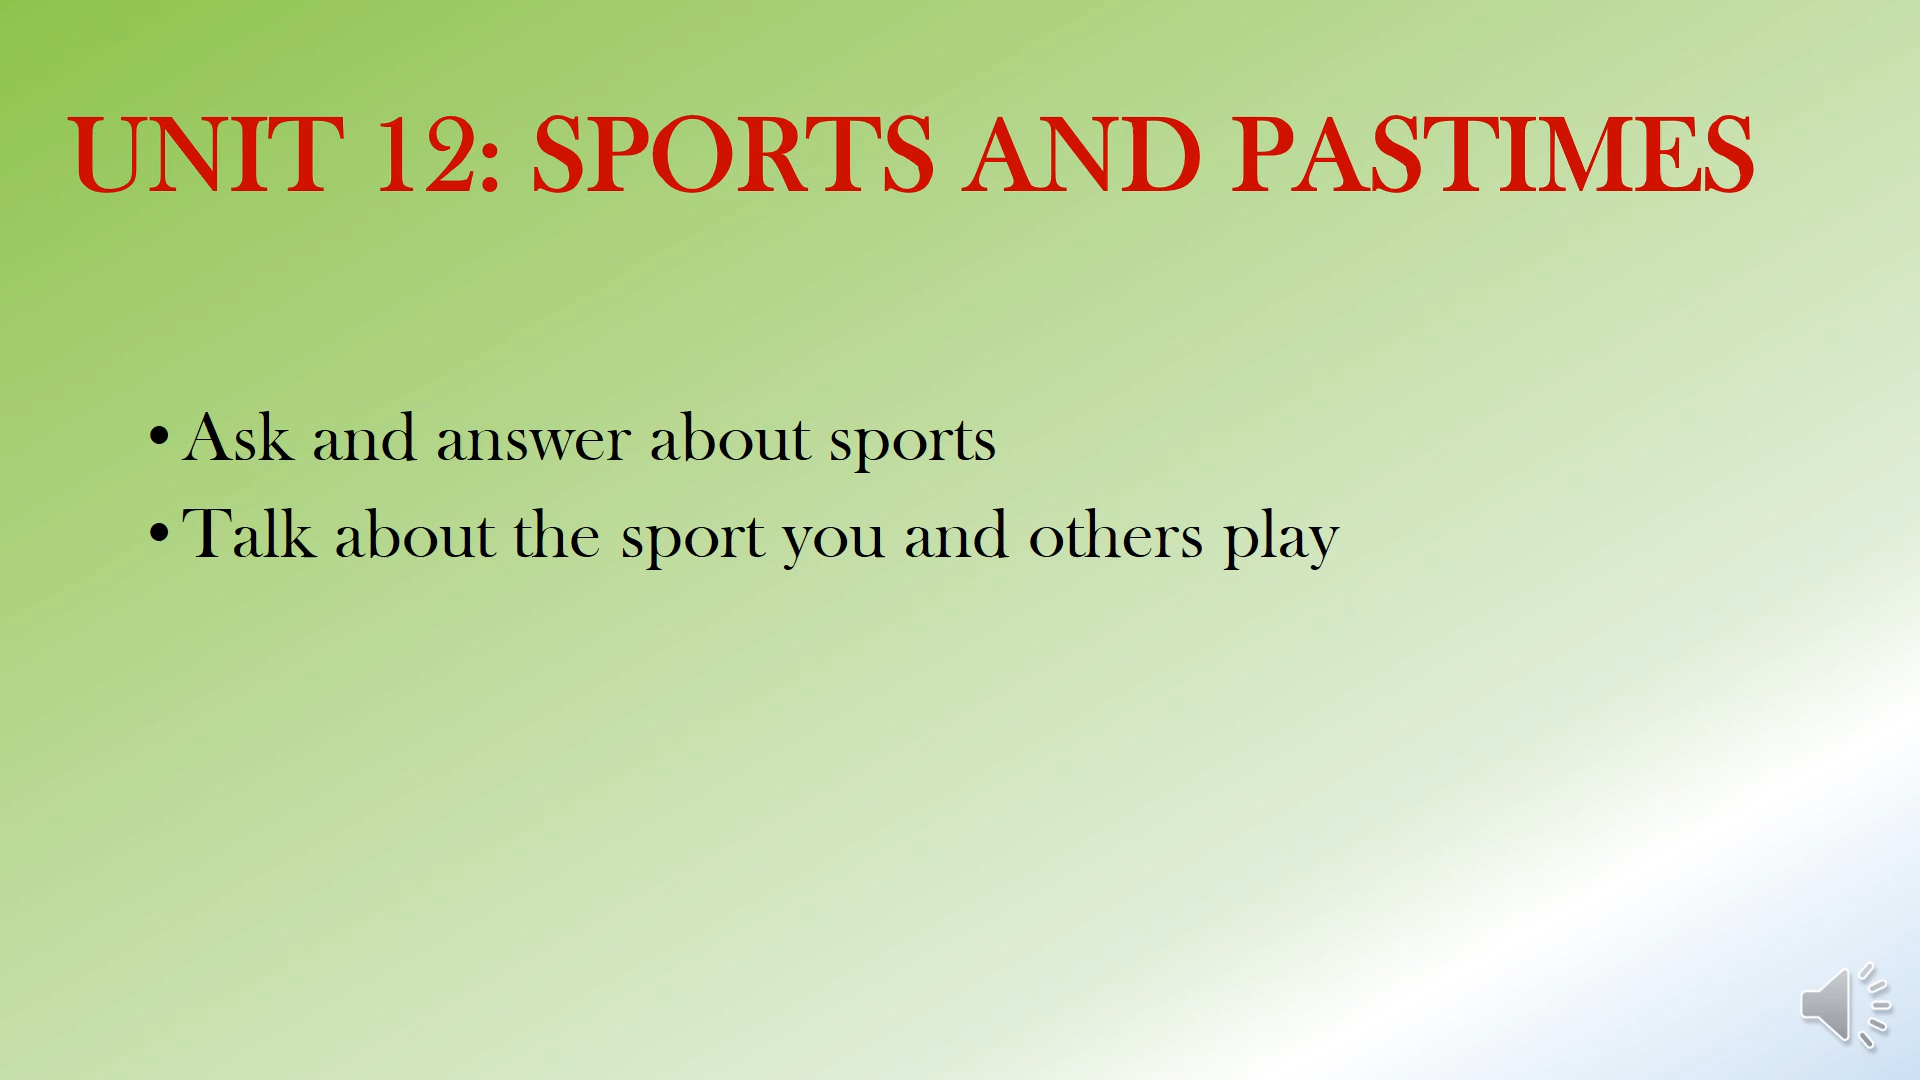 UNIT 12: SPORTS AND PASTIMES
• Ask and answer about sports
• Talk about the sport you and others play